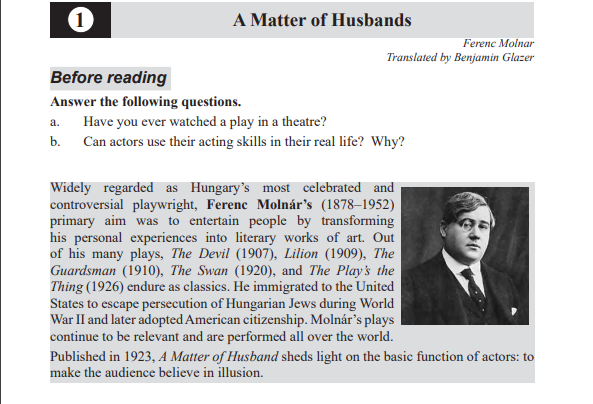 1 A Matter of Husbands
Ferenc Molnar
Translated by Benjamin Glazer
Before reading
Answer the following questions.
a. Have you ever watched a play in a theatre?
b. Can actors use their acting skills in their real life? Why?
Widely regarded as Hungary's most celebrated and
controversial playwright, Ferenc Molnár's (1878–1952)
primary aim was to entertain people by transforming
his personal experiences into literary works of art. Out
of his many plays, The Devil (1907), Lilion (1909), The
Guardsman (1910), The Swan (1920), and The Play's the
Thing (1926) endure as classics. He immigrated to the United
States to escape persecution of Hungarian Jews during World
War II and later adopted American citizenship. Molnár's plays
continue to be relevant and are performed all over the world.
Published in 1923, A Matter of Husband sheds light on the basic function of actors: to
make the audience believe in illusion.